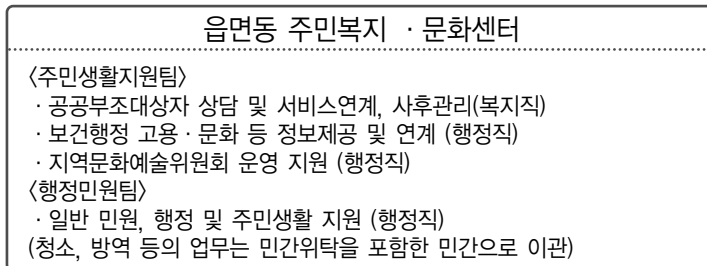 읍면동 주민복지 ·문화센터
<주민생활지원팀>
· 공공부조대상자 상담 및 서비스연계, 사후관리(복지직)
· 보건행정 고용·문화 등 정보제공 및 연계 (행정직)
· 지역문화예술위원회 운영 지원 (행정직)
<행정민원팀>
· 일반 민원, 행정 및 주민생활 지원 (행정직)
(청소, 방역 등의 업무는 민간위탁을 포함한 민간으로 이관)